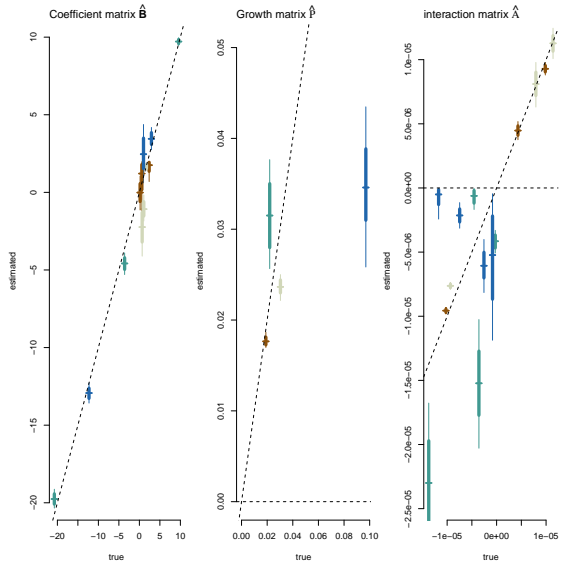 Coefficient matrix B̂
Growth matrix P̂
interaction matrix Â
estimated
10
5
0
−5
−10
−15
−20
−20
−10
0
5
10
true
estimated
0.05
0.04
0.03
0.02
0.01
0.00
0.00
0.02
0.04
0.06
0.08
0.10
true
estimated
1.0e−05
5.0e−06
0.0e+00
−5.0e−06
−1.0e−05
−1.5e−05
−2.0e−05
−2.5e−05
−1e−05
0e+00
1e−05
true